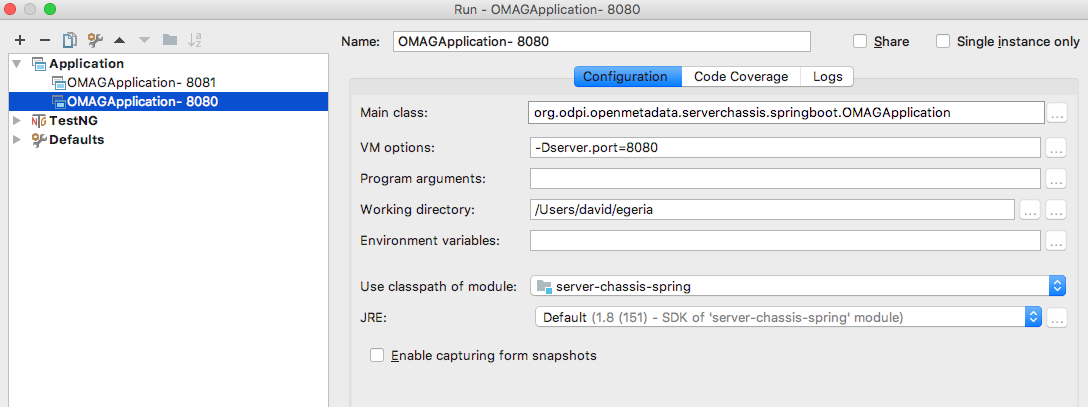 Run - OMAGApplication- 8080
Name: OMAGApplication- 8080 Share Single instance only
Application
OMAGApplication- 8081
OMAGApplication- 8080
TestNG
Defaults
Configuration Code Coverage Logs
Main class: org.odpi.openmetadata.serverchassis.springboot.OMAGApplication ...
VM options: -Dserver.port=8080 ...
Program arguments: ...
Working directory: /Users/david/egeria ... ...
Environment variables: ...
Use classpath of module: server-chassis-spring
JRE: Default (1.8 (151) - SDK of 'server-chassis-spring' module) ...
Enable capturing form snapshots